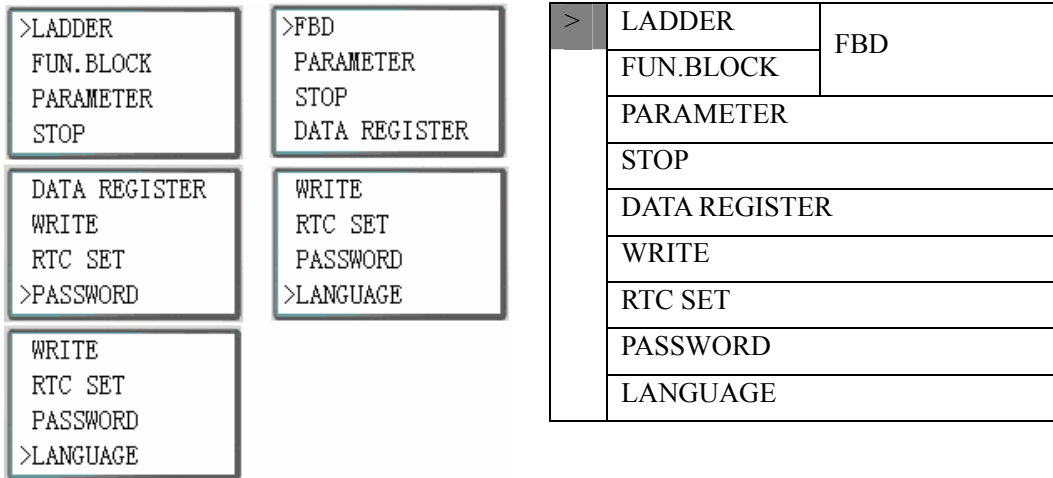 >LADDER
FUN.BLOCK
PARAMETER
STOP
>FBD
PARAMETER
STOP
DATA REGISTER
DATA REGISTER
WRITE
RTC SET
>PASSWORD
WRITE
RTC SET
PASSWORD
>LANGUAGE
WRITE
RTC SET
PASSWORD
>LANGUAGE
> LADDER FBD
FUN.BLOCK
PARAMETER
STOP
DATA REGISTER
WRITE
RTC SET
PASSWORD
LANGUAGE